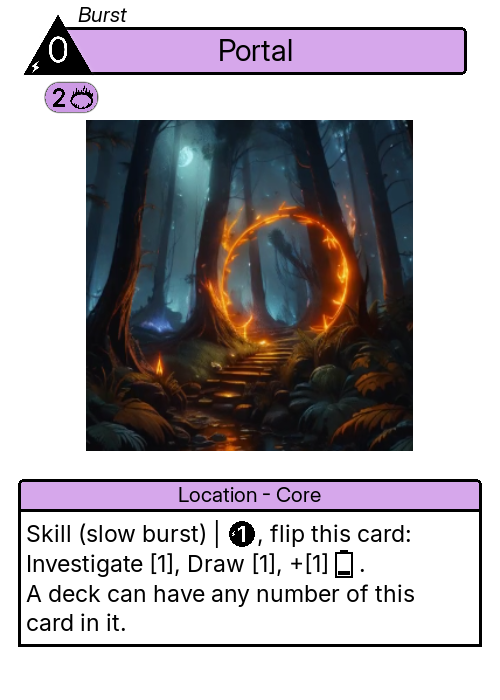 Burst
0
Portal
2
Location - Core
Skill (slow burst) | 1, flip this card:
Investigate [1], Draw [1], +[1] .
A deck can have any number of this
card in it.